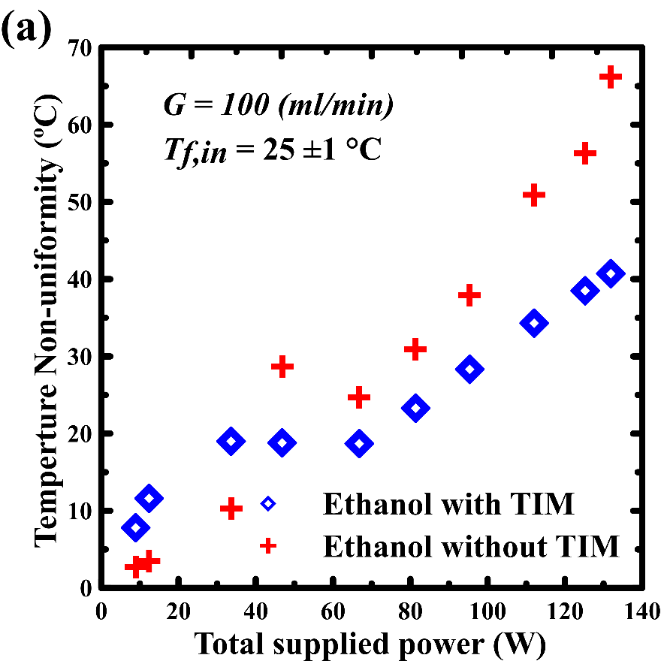 (a)
70
60
50
40
30
20
10
0
Temperture Non-uniformity (ºC)
G = 100 (ml/min)
Tf,in = 25 ±1 °C
Ethanol with TIM
Ethanol without TIM
0 20 40 60 80 100 120 140
Total supplied power (W)